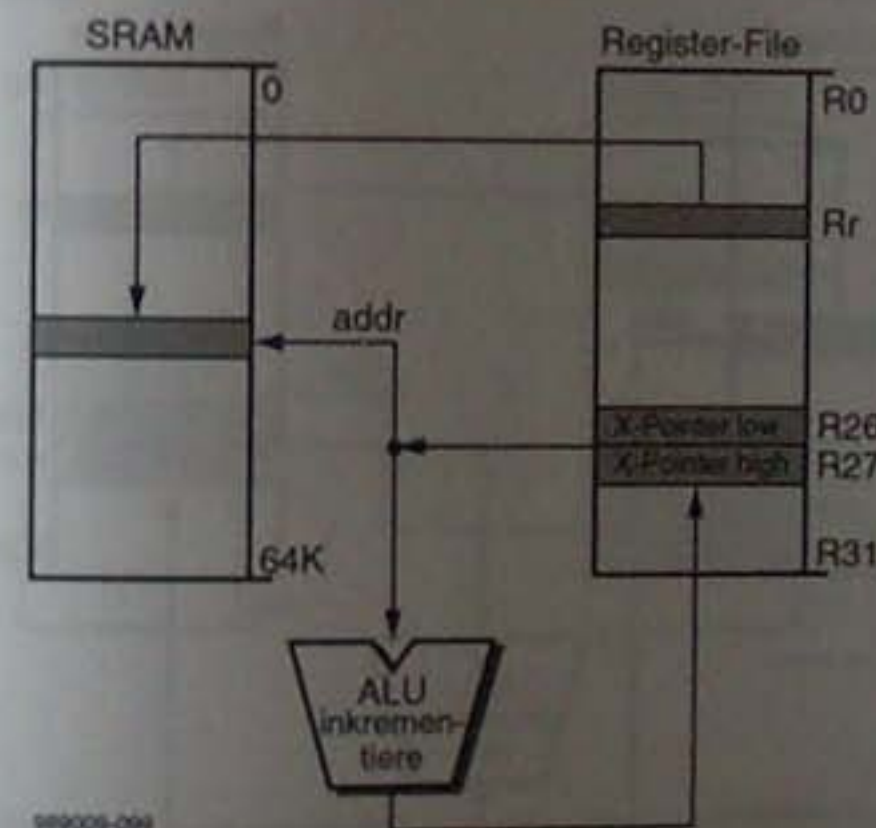 SRAM
Register-File
0
R0
Rr
addr
X-Pointer low
R26
X-Pointer high
R27
64K
R31
ALU
inkremen-
tiere